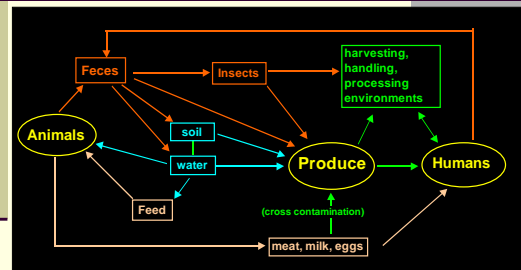 harvesting,
handling,
processing
environments
Feces
Insects
Animals
soil
water
Produce
Humans
Feed
(cross contamination)
meat, milk, eggs